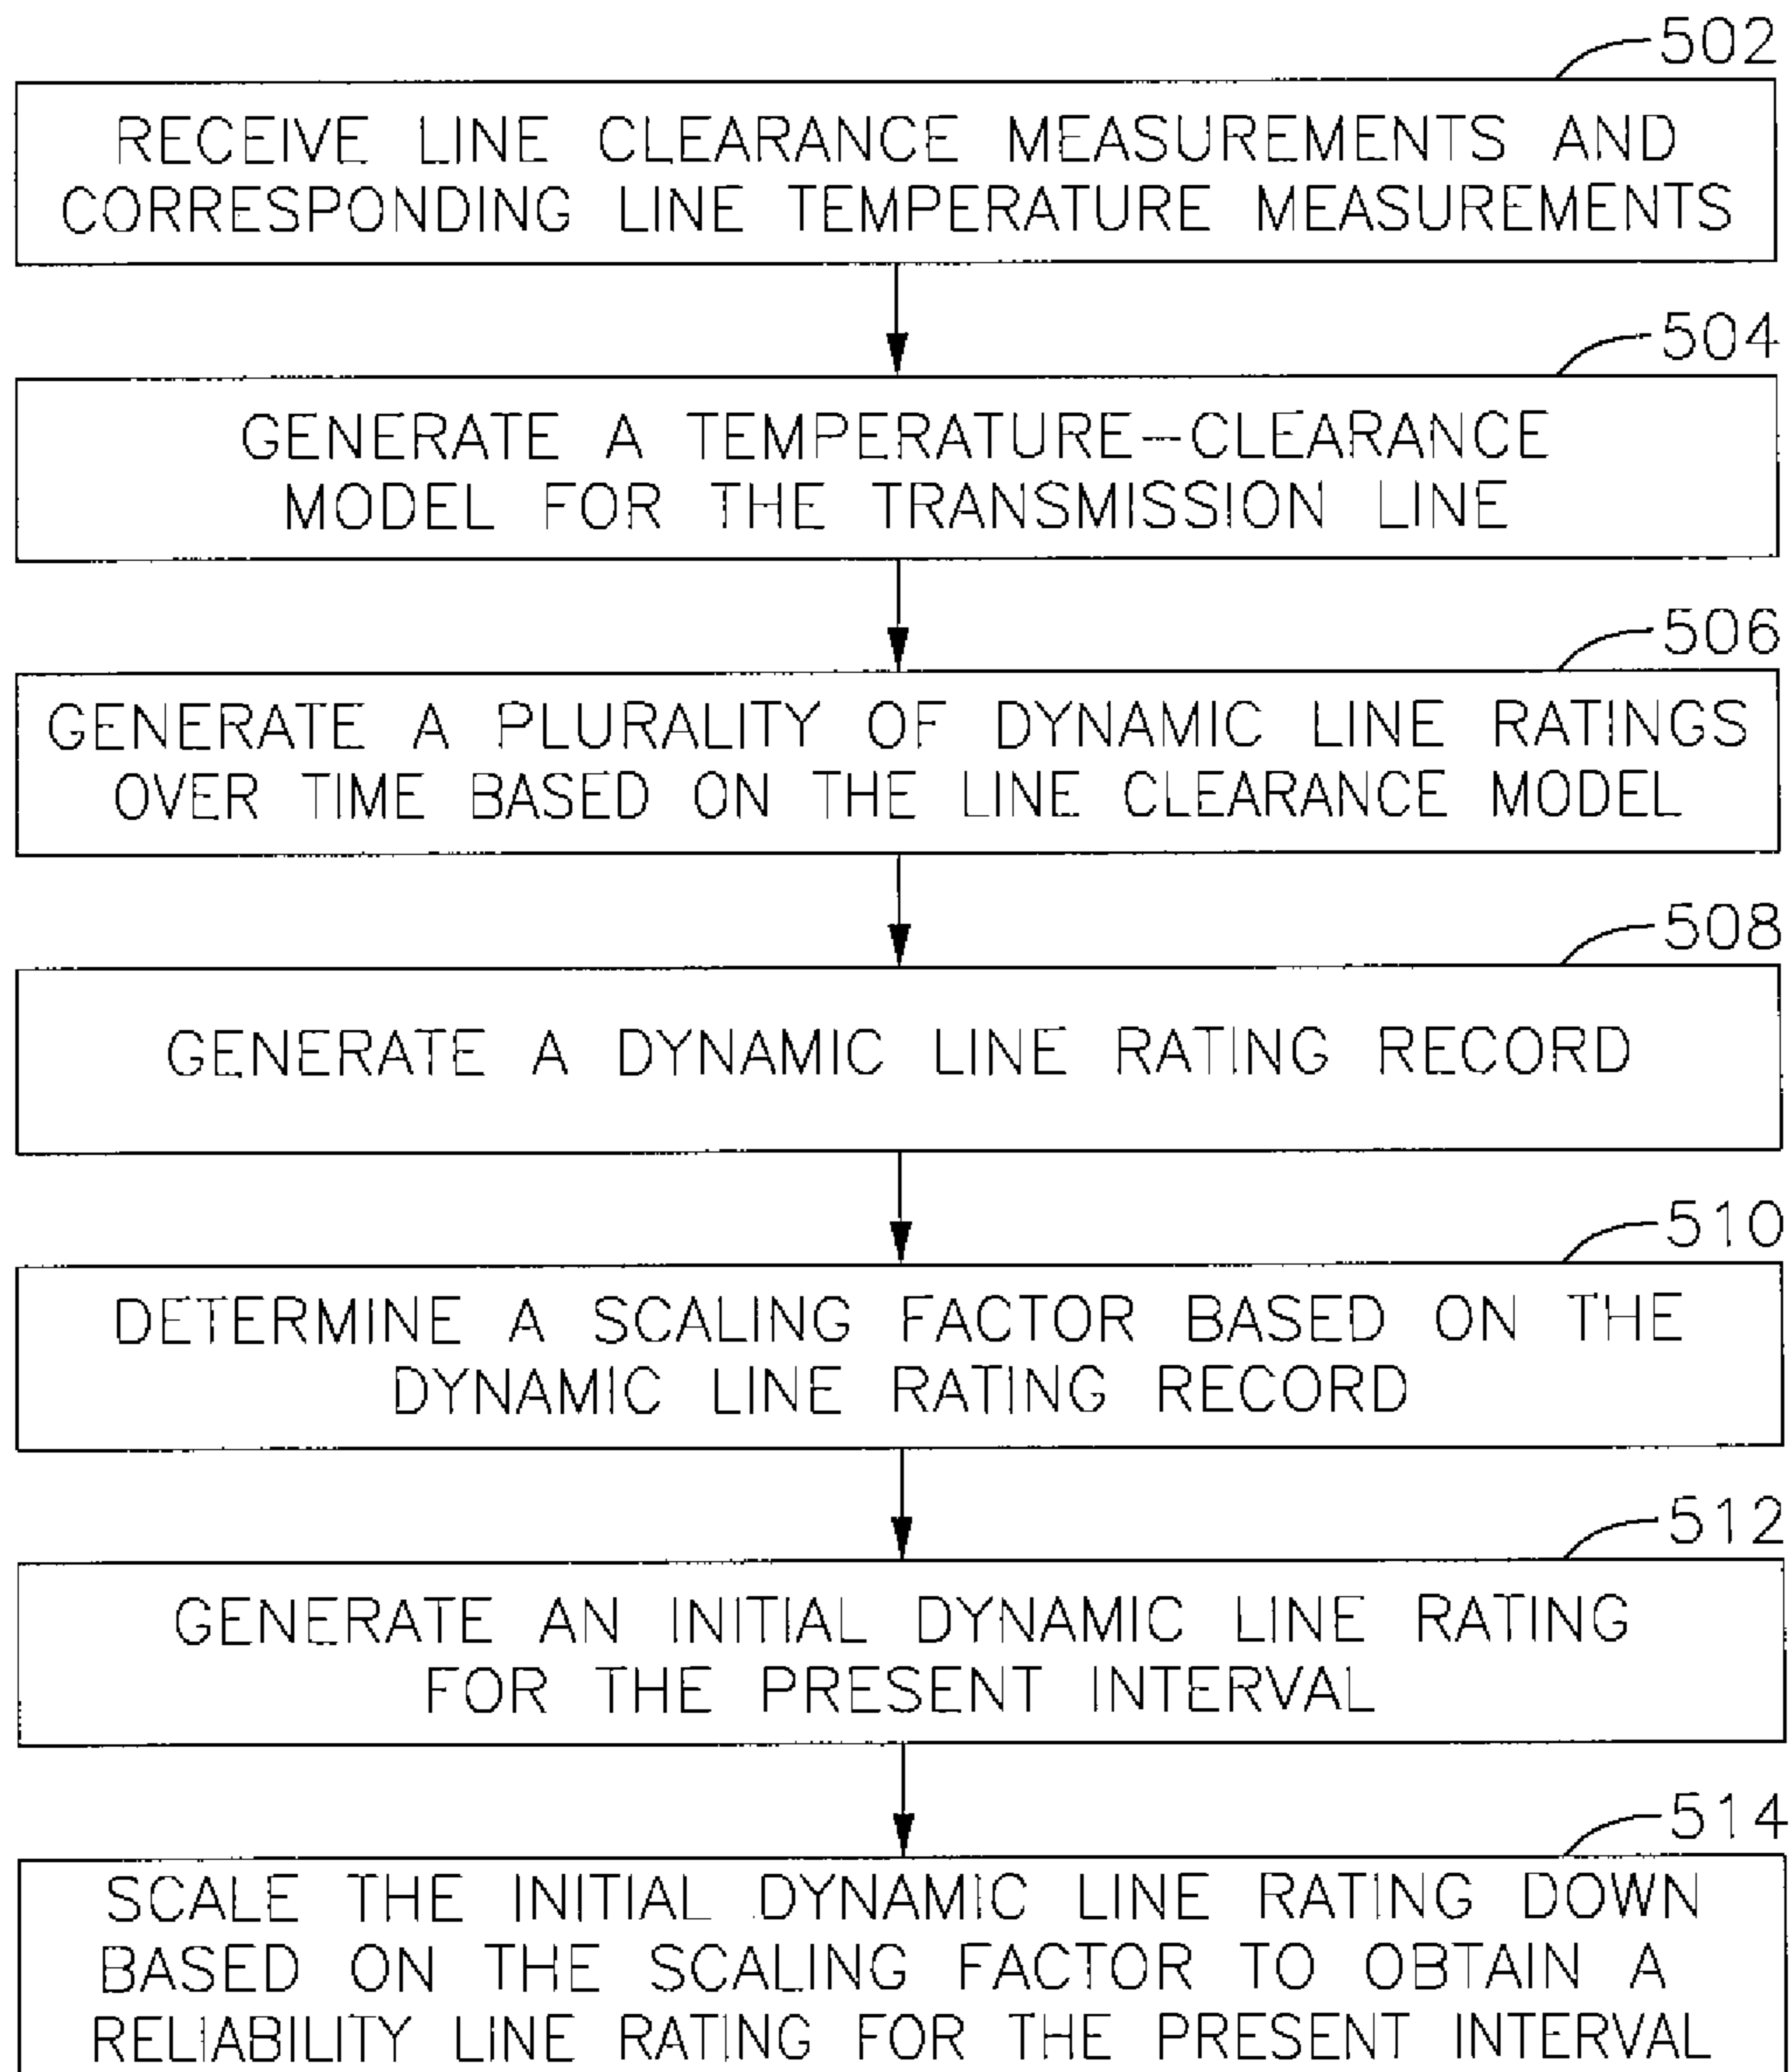 502
RECEIVE LINE CLEARANCE MEASUREMENTS AND
CORRESPONDING LINE TEMPERATURE MEASUREMENTS
504
GENERATE A TEMPERATURE-CLEARANCE
MODEL FOR THE TRANSMISSION LINE
506
GENERATE A PLURALITY OF DYNAMIC LINE RATINGS
OVER TIME BASED ON THE LINE CLEARANCE MODEL
508
GENERATE A DYNAMIC LINE RATING RECORD
510
DETERMINE A SCALING FACTOR BASED ON THE
DYNAMIC LINE RATING RECORD
512
GENERATE AN INITIAL DYNAMIC LINE RATING
FOR THE PRESENT INTERVAL
514
SCALE THE INITIAL DYNAMIC LINE RATING DOWN
BASED ON THE SCALING FACTOR TO OBTAIN A
RELIABILITY LINE RATING FOR THE PRESENT INTERVAL